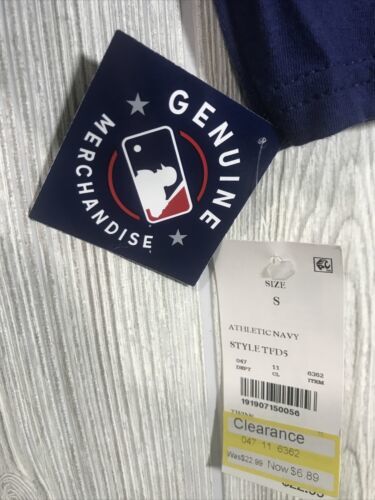 GENUINE
MERCHANDISE
SIZE
S
ATHLETIC NAVY
STYLE TFD5
047 11 6362
DEPT CL ITEM
191907150056
Clearance
047 11 6362
Was$22.99 Now $6.89